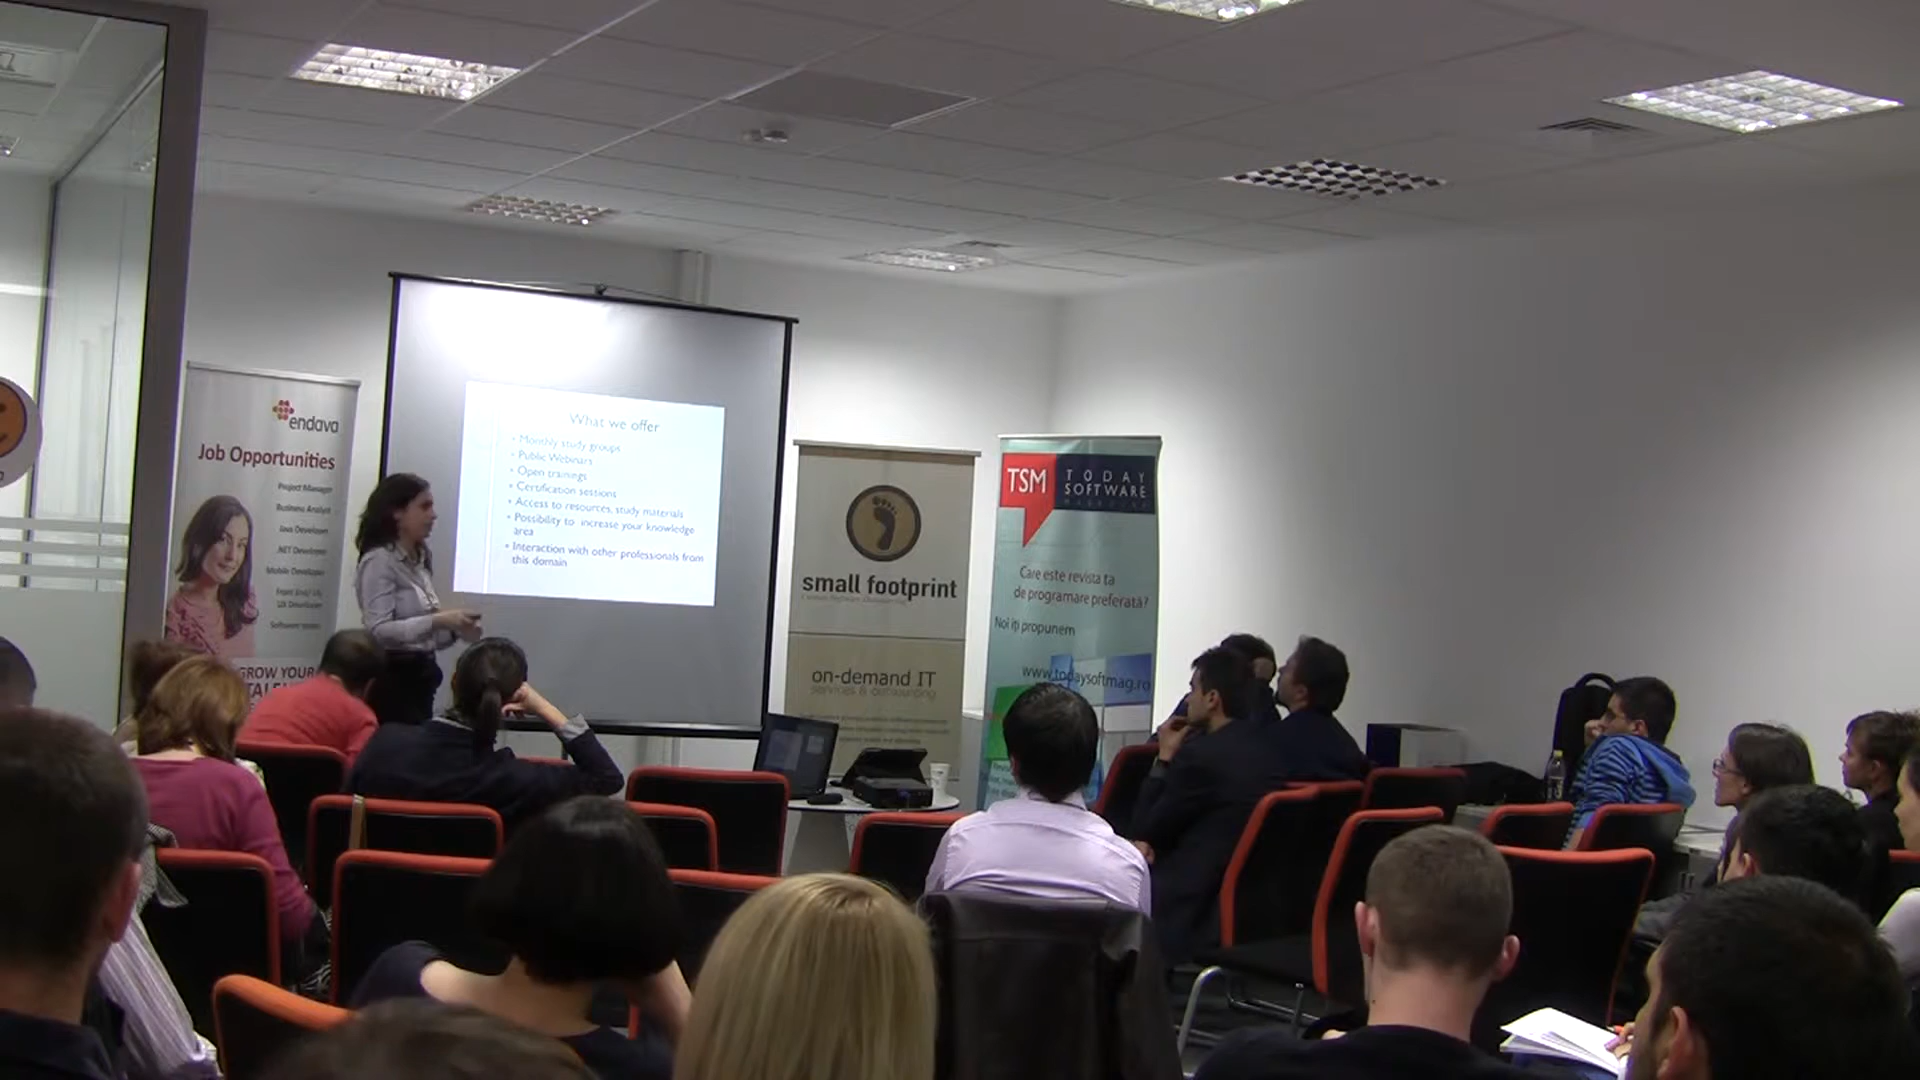 endava
Job Opportunities
Project Manager
Business Analyst
Java Developer
.NET Developer
Mobile Developer
GROW YOUR
What we offer
• Monthly study groups
• Public Webinars
• Open trainings
• Certification sessions
• Access to resources, study materials
• Possibility to increase your knowledge
area
• Interaction with other professionals from
this domain
small footprint
on-demand IT
services & outsourcing
TSM
TODAY
SOFTWARE
Care este revista ta
de programare preferată?
Noi iți propunem
www.todaysoftmag.ro